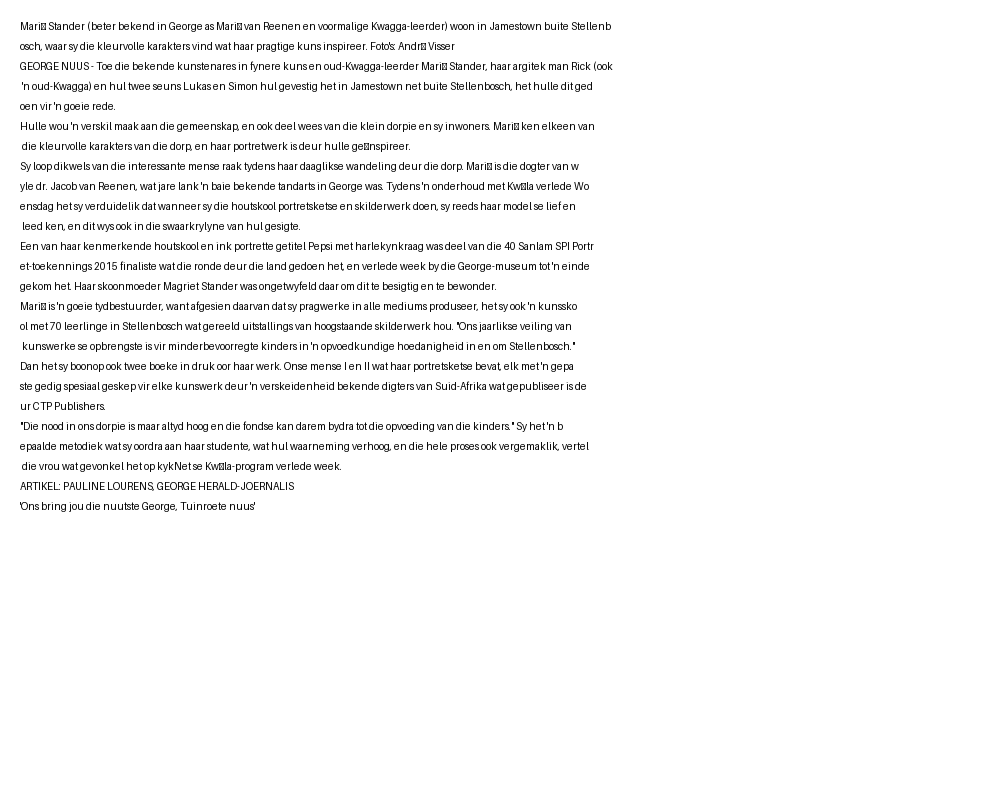 Mari□ Stander (beter bekend in George as Mari□ van Reenen en voormalige Kwagga-leerder) woon in Jamestown buite Stellenb
osch, waar sy die kleurvolle karakters vind wat haar pragtige kuns inspireer. Foto's: Andr□ Visser
GEORGE NUUS - Toe die bekende kunstenares in fynere kuns en oud-Kwagga-leerder Mari□ Stander, haar argitek man Rick (ook
'n oud-Kwagga) en hul twee seuns Lukas en Simon hul gevestig het in Jamestown net buite Stellenbosch, het hulle dit ged
oen vir 'n goeie rede.
Hulle wou 'n verskil maak aan die gemeenskap, en ook deel wees van die klein dorpie en sy inwoners. Mari□ ken elkeen van
die kleurvolle karakters van die dorp, en haar portretwerk is deur hulle ge□nspireer.
Sy loop dikwels van die interessante mense raak tydens haar daaglikse wandeling deur die dorp. Mari□ is die dogter van w
yle dr. Jacob van Reenen, wat jare lank 'n baie bekende tandarts in George was. Tydens 'n onderhoud met Kw□la verlede Wo
ensdag het sy verduidelik dat wanneer sy die houtskool portretsketse en skilderwerk doen, sy reeds haar model se lief en
leed ken, en dit wys ook in die swaarkrylyne van hul gesigte.
Een van haar kenmerkende houtskool en ink portrette getitel Pepsi met harlekynkraag was deel van die 40 Sanlam SPI Portr
et-toekennings 2015 finaliste wat die ronde deur die land gedoen het, en verlede week by die George-museum tot 'n einde
gekom het. Haar skoonmoeder Magriet Stander was ongetwyfeld daar om dit te besigtig en te bewonder.
Mari□ is 'n goeie tydbestuurder, want afgesien daarvan dat sy pragwerke in alle mediums produseer, het sy ook 'n kunssko
ol met 70 leerlinge in Stellenbosch wat gereeld uitstallings van hoogstaande skilderwerk hou. "Ons jaarlikse veiling van
kunswerke se opbrengste is vir minderbevoorregte kinders in 'n opvoedkundige hoedanigheid in en om Stellenbosch."
Dan het sy boonop ook twee boeke in druk oor haar werk. Onse mense I en II wat haar portretsketse bevat, elk met 'n gepa
ste gedig spesiaal geskep vir elke kunswerk deur 'n verskeidenheid bekende digters van Suid-Afrika wat gepubliseer is de
ur CTP Publishers.
"Die nood in ons dorpie is maar altyd hoog en die fondse kan darem bydra tot die opvoeding van die kinders." Sy het 'n b
epaalde metodiek wat sy oordra aan haar studente, wat hul waarneming verhoog, en die hele proses ook vergemaklik, vertel
die vrou wat gevonkel het op kykNet se Kw□la-program verlede week.
ARTIKEL: PAULINE LOURENS, GEORGE HERALD-JOERNALIS
'Ons bring jou die nuutste George, Tuinroete nuus'